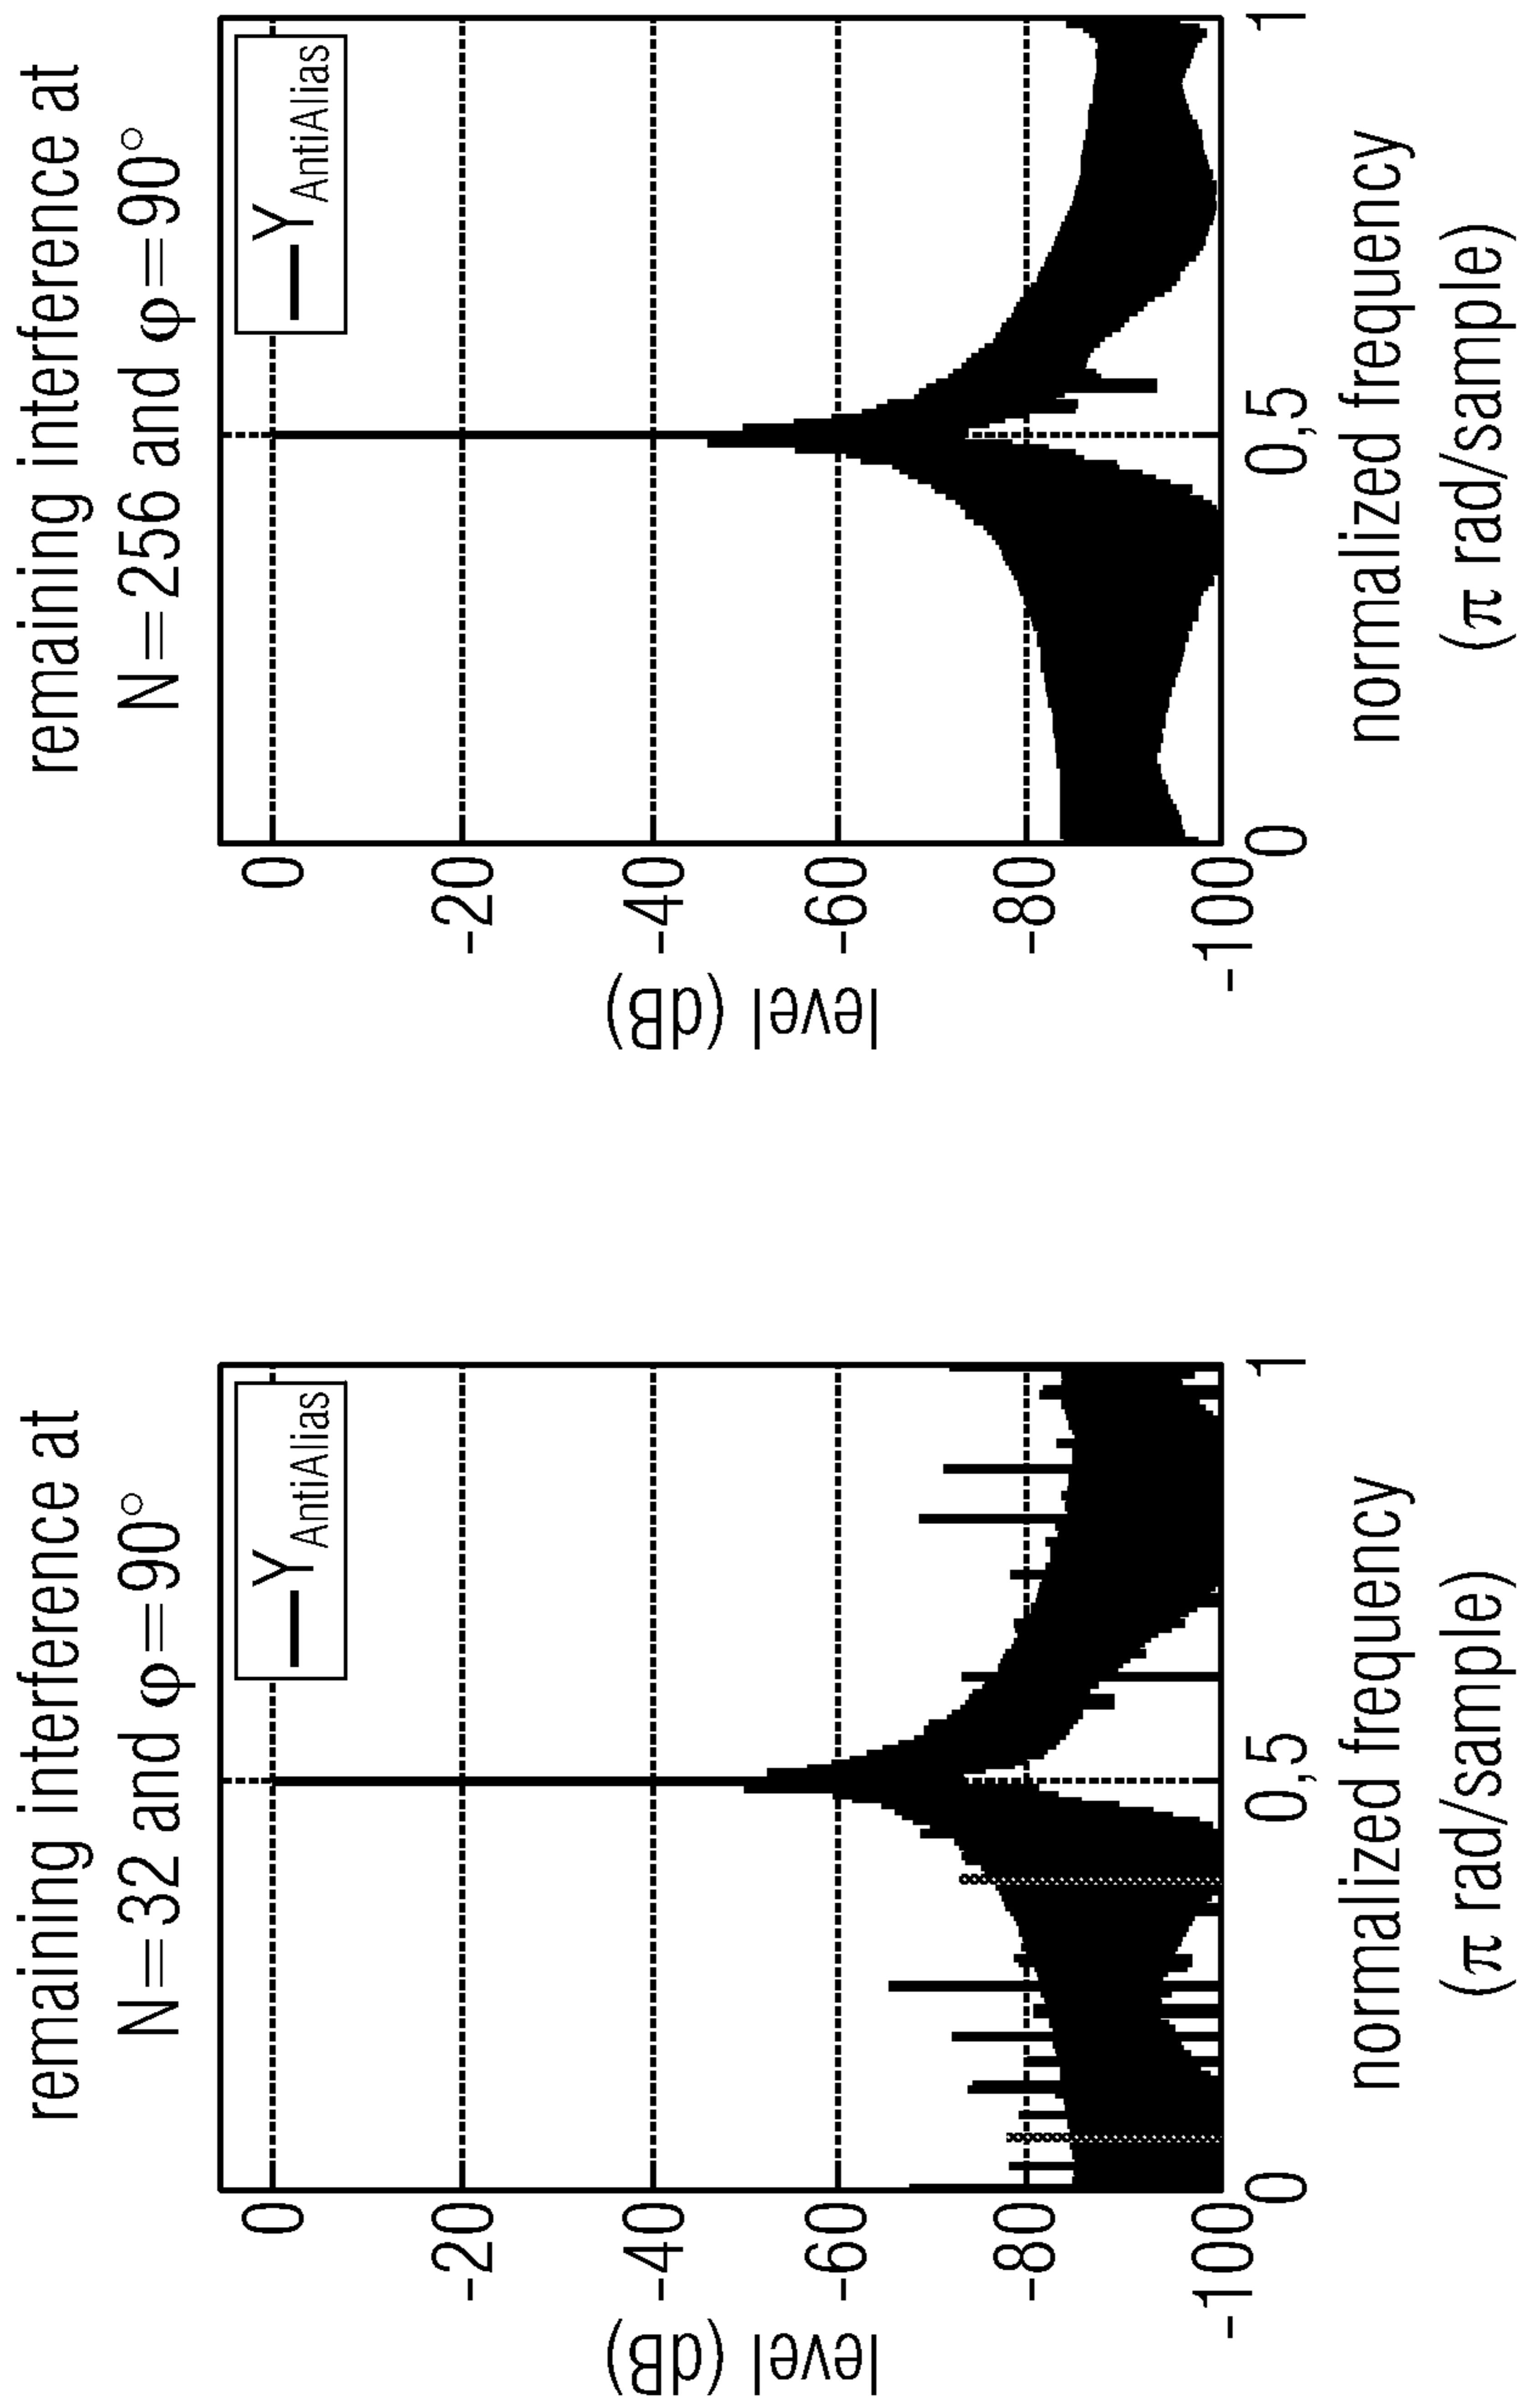 remaining interference at
N=32 and φ=90°
level (dB)
0
-20
-40
-60
-80
-100
Y AntiAlias
0
0,5
1
normalized frequency
(π rad/sample)
remaining interference at
N=256 and φ=90°
level (dB)
0
-20
-40
-60
-80
-100
Y AntiAlias
0
0,5
1
normalized frequency
(π rad/sample)